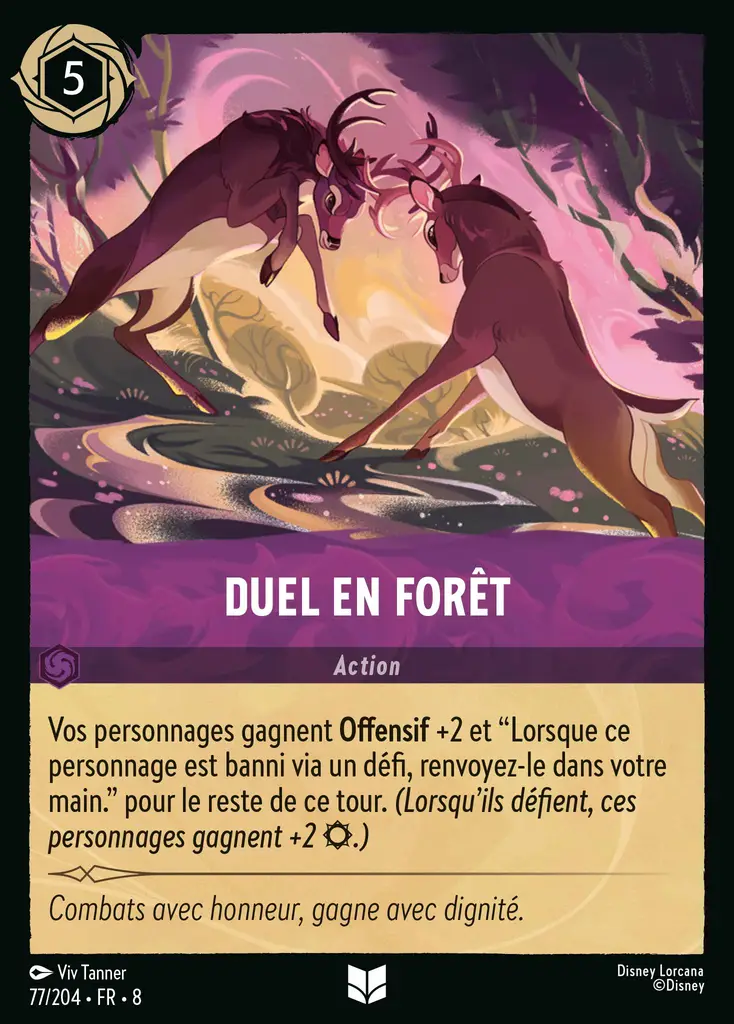 5
DUEL EN FORÊT
Action
Vos personnages gagnent Offensif +2 et “Lorsque ce
personnage est banni via un défi, renvoyez-le dans votre
main.” pour le reste de ce tour. (Lorsqu’ils défient, ces
personnages gagnent +2 .)
Combats avec honneur, gagne avec dignité.
Viv Tanner
Disney Lorcana
77/204 • FR • 8
©Disney